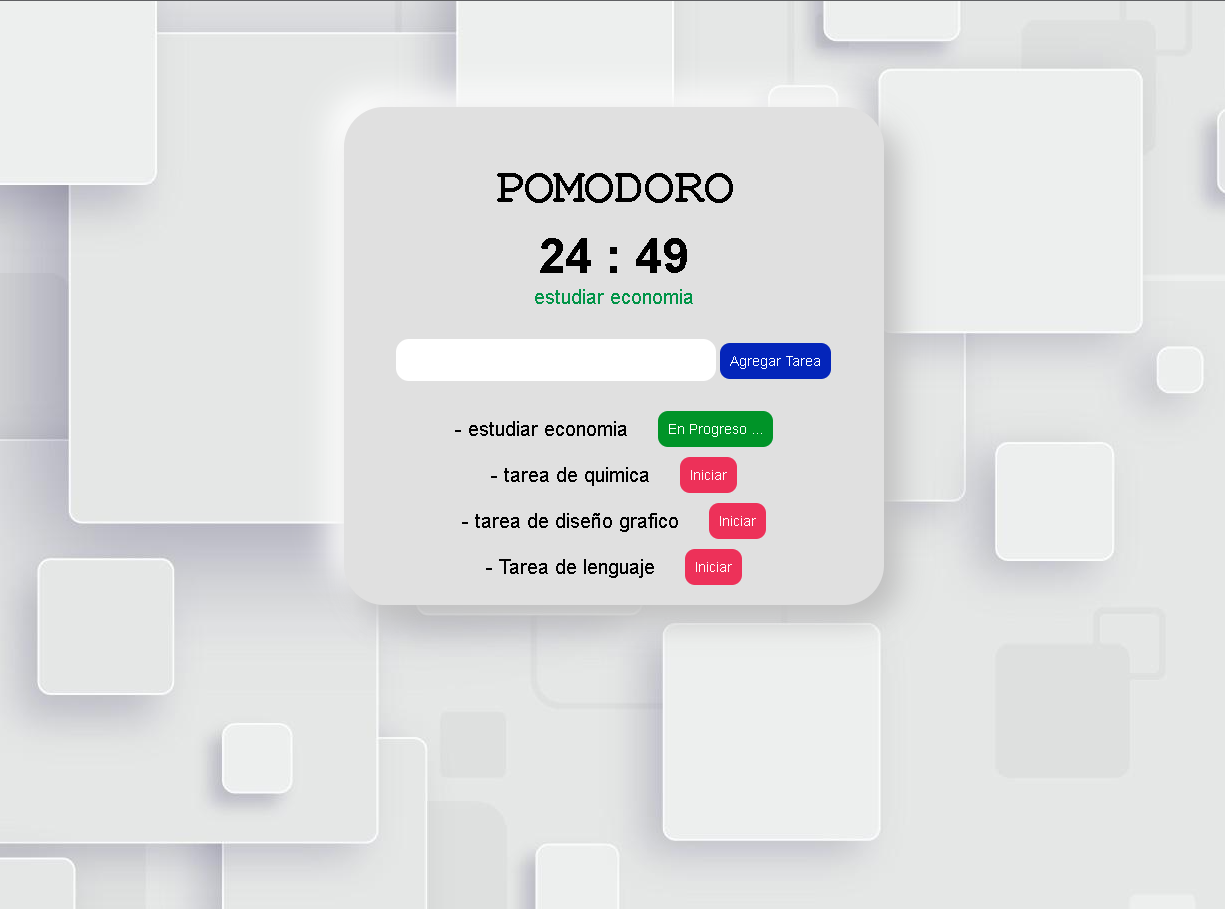 POMODORO
24 : 49
estudiar economia
Agregar Tarea
- estudiar economia En Progreso ...
- tarea de quimica Iniciar
- tarea de diseño grafico Iniciar
- Tarea de lenguaje Iniciar